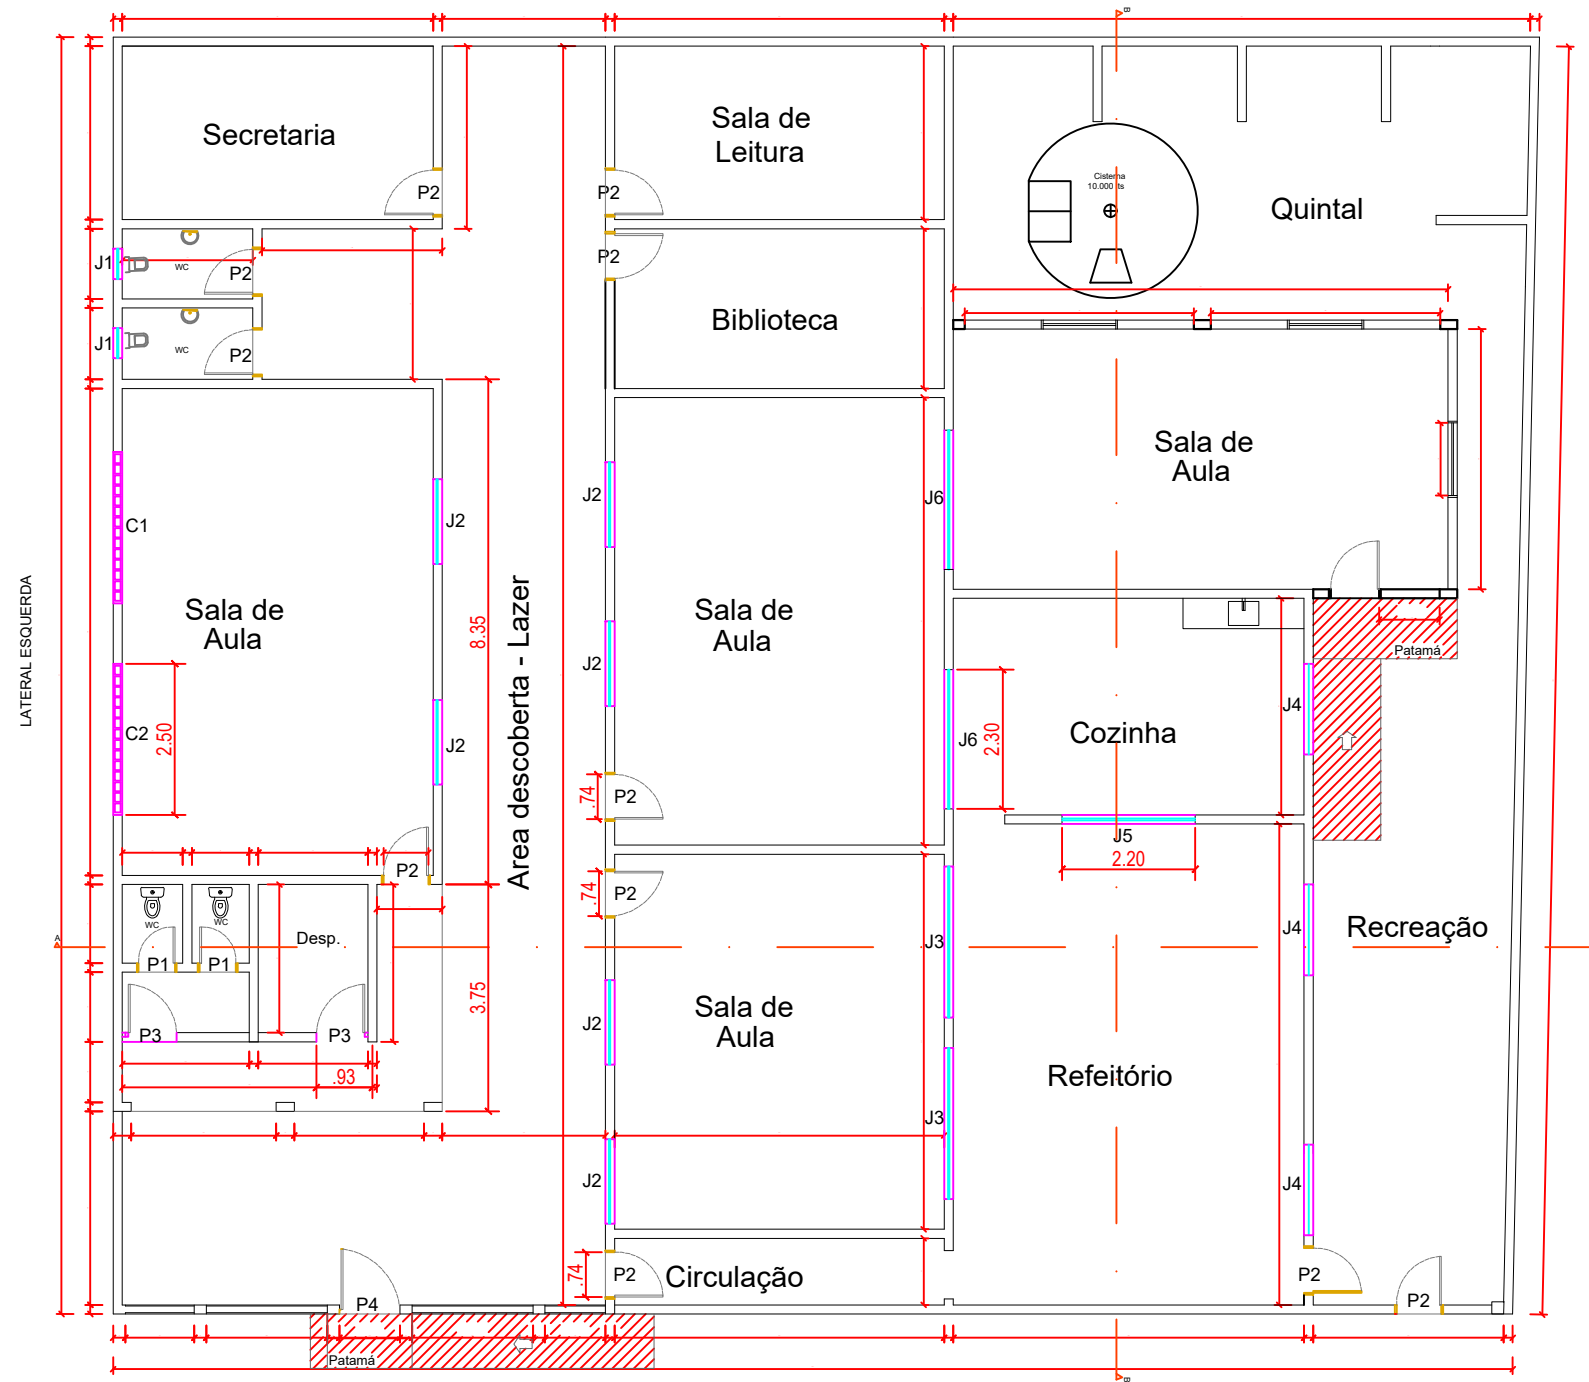 B
Secretaria
P2
P2
Sala de
Leitura
Cisterna
10.000 lts
Quintal
J1
WC
P2
P2
Biblioteca
J1
WC
P2
C1
J2
J2
J6
Sala de
Aula
LATERAL ESQUERDA
Sala de
Aula
8.35
Area descoberta - Lazer
Sala de
Aula
J2
Patamá
C2
2.50
J2
J6
2.30
Cozinha
J4
.74
P2
J5
2.20
P2
.74
P2
WC
WC
A
Desp.
P1
P1
J3
J4
Recreação
3.75
P3
P3
J2
Sala de
Aula
.93
Refeitório
J3
J2
J4
.74
P2
Circulação
P2
P4
P2
Patamá
B